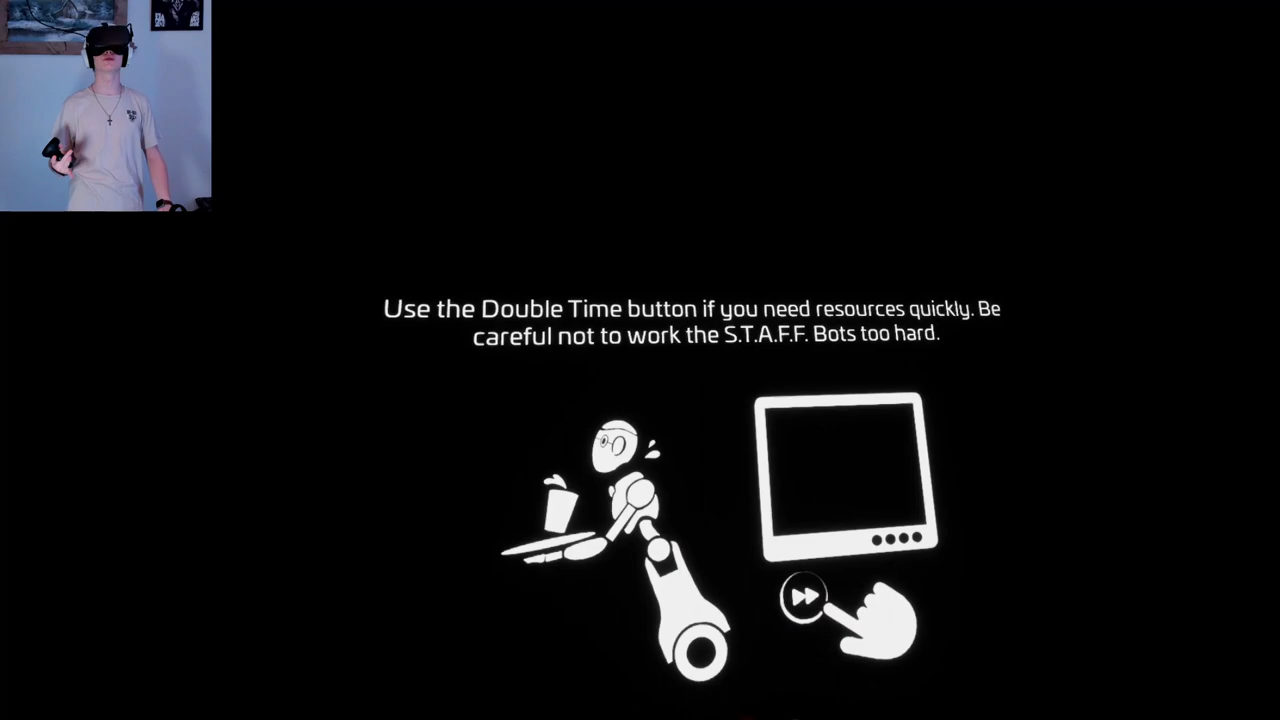 Use the Double Time button if you need resources quickly. Be
careful not to work the S.T.A.F.F. Bots too hard.